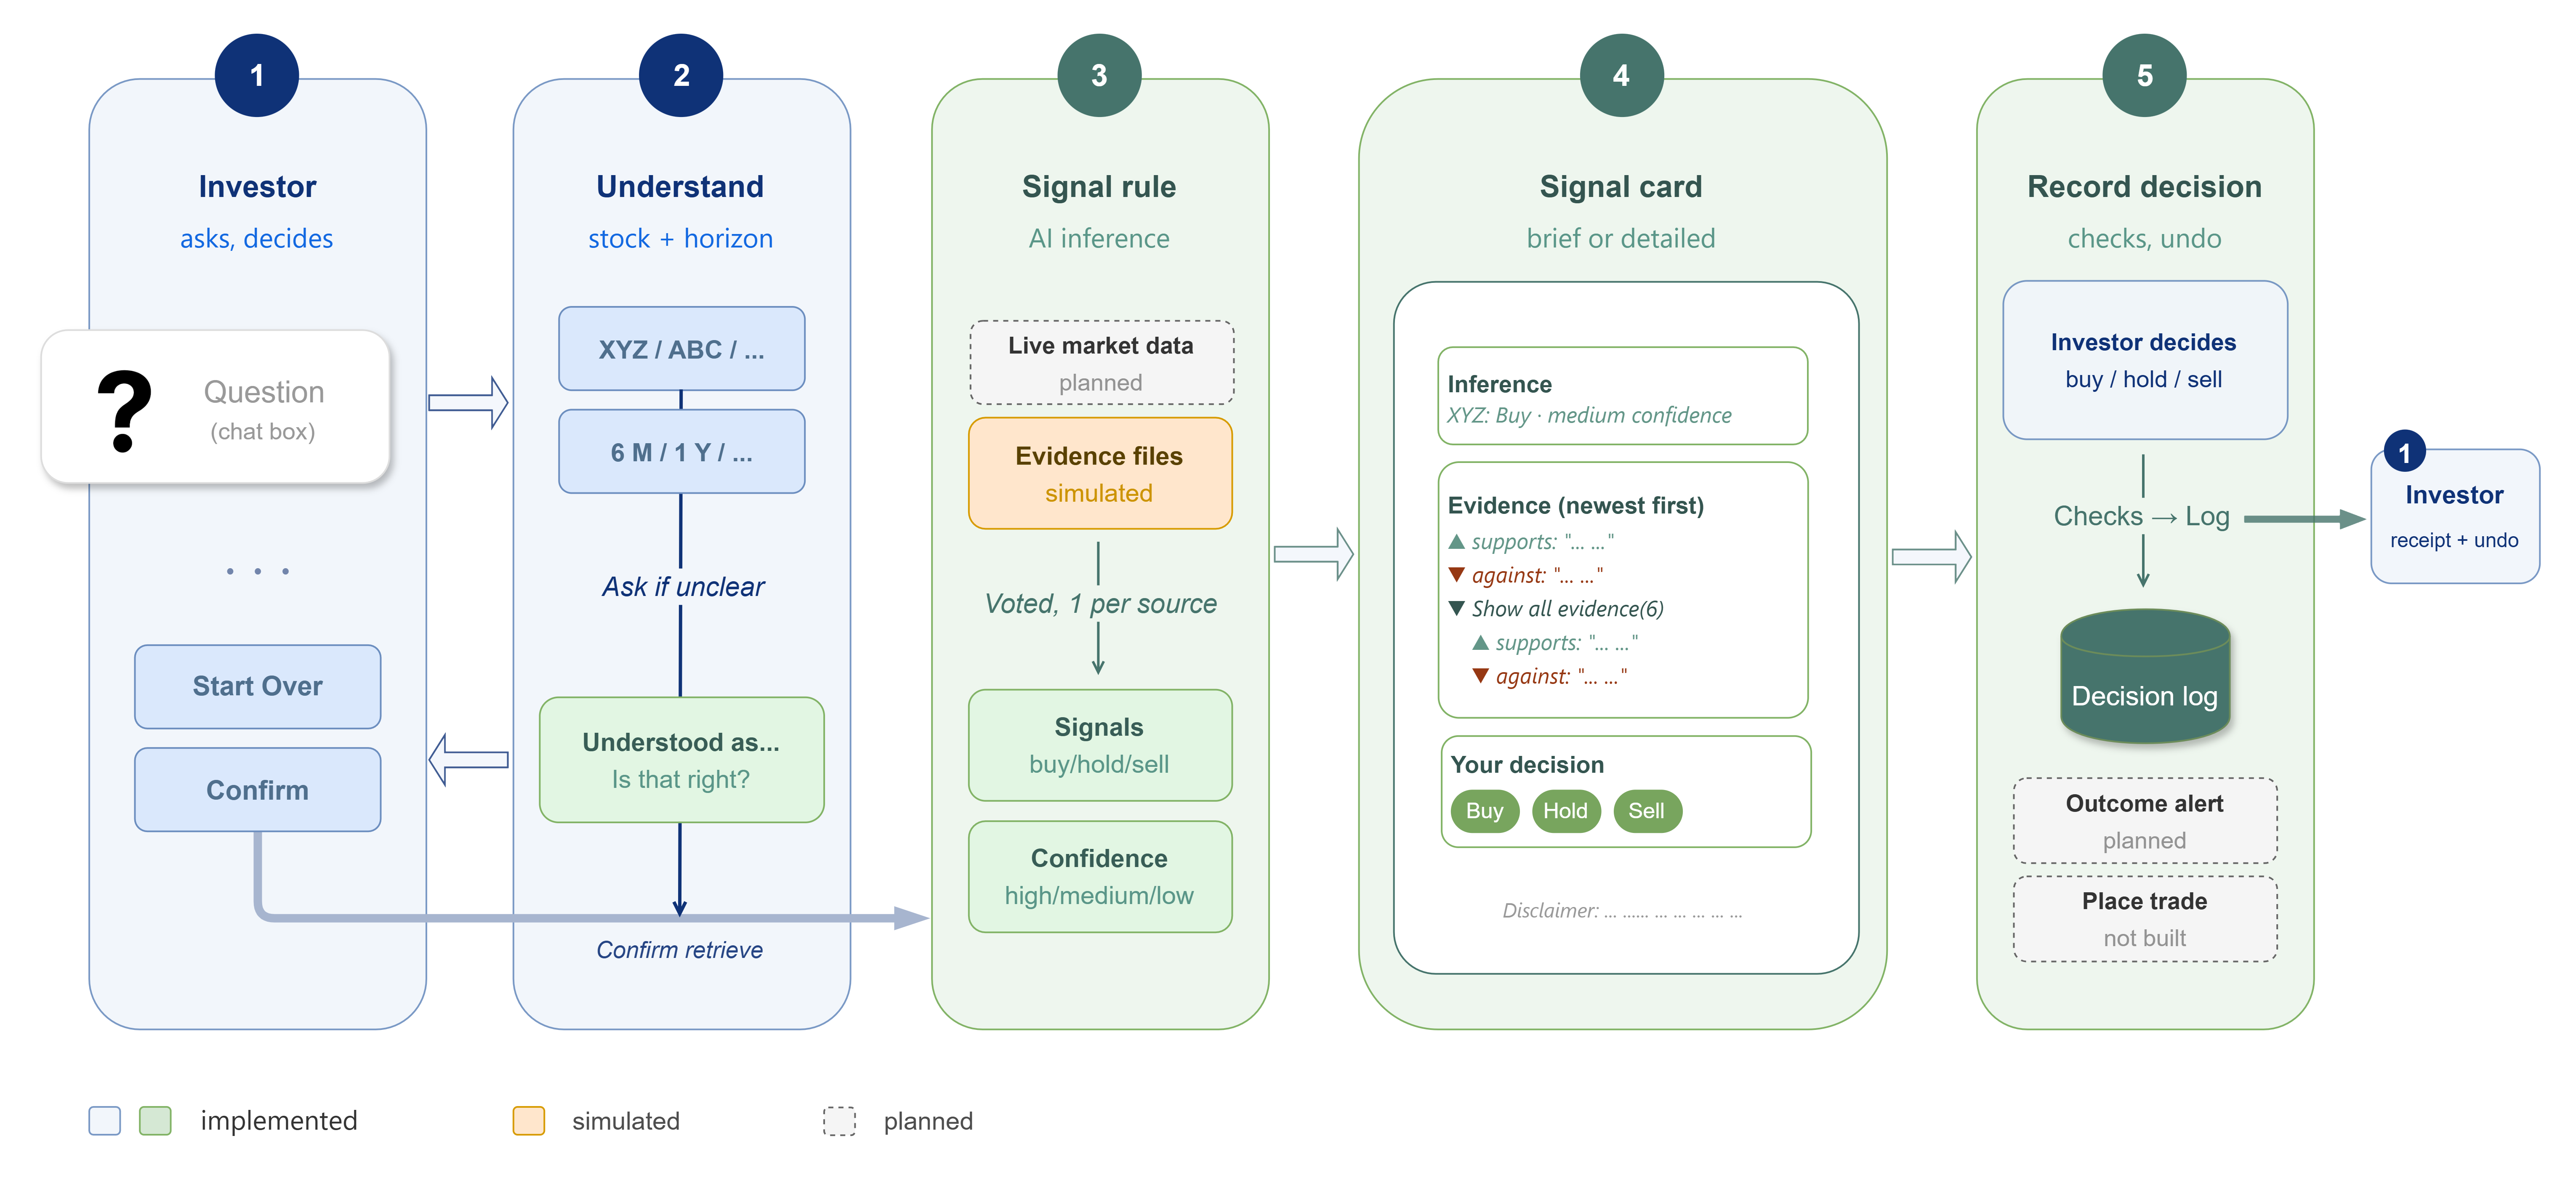 1
Investor
asks, decides
?
Question
(chat box)
. . .
Start Over
Confirm
2
Understand
stock + horizon
XYZ / ABC / ...
6 M / 1 Y / ...
Ask if unclear
Understood as...
Is that right?
Confirm retrieve
3
Signal rule
AI inference
Live market data
planned
Evidence files
simulated
Voted, 1 per source
Signals
buy/hold/sell
Confidence
high/medium/low
4
Signal card
brief or detailed
Inference
XYZ: Buy · medium confidence
Evidence (newest first)
▲ supports: "... ..."
▼ against: "... ..."
▼ Show all evidence(6)
▲ supports: "... ..."
▼ against: "... ..."
Your decision
Buy Hold Sell
Disclaimer: ... ...... ... ... ... ... ...
5
Record decision
checks, undo
Investor decides
buy / hold / sell
Checks → Log
Decision log
Outcome alert
planned
Place trade
not built
1
Investor
receipt + undo
implemented
simulated
planned